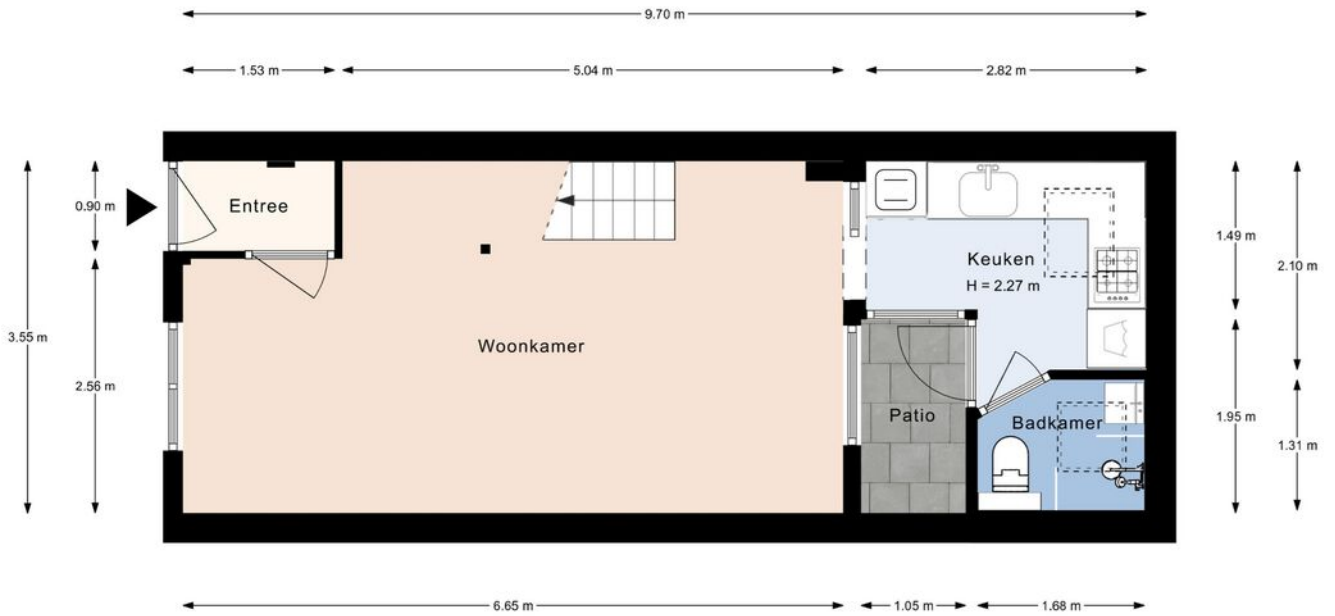 9.70 m
1.53 m
5.04 m
2.82 m
3.55 m
0.90 m
2.56 m
Entree
Woonkamer
Keuken
H = 2.27 m
Patio
Badkamer
1.49 m
1.95 m
2.10 m
1.31 m
6.65 m
1.05 m
1.68 m